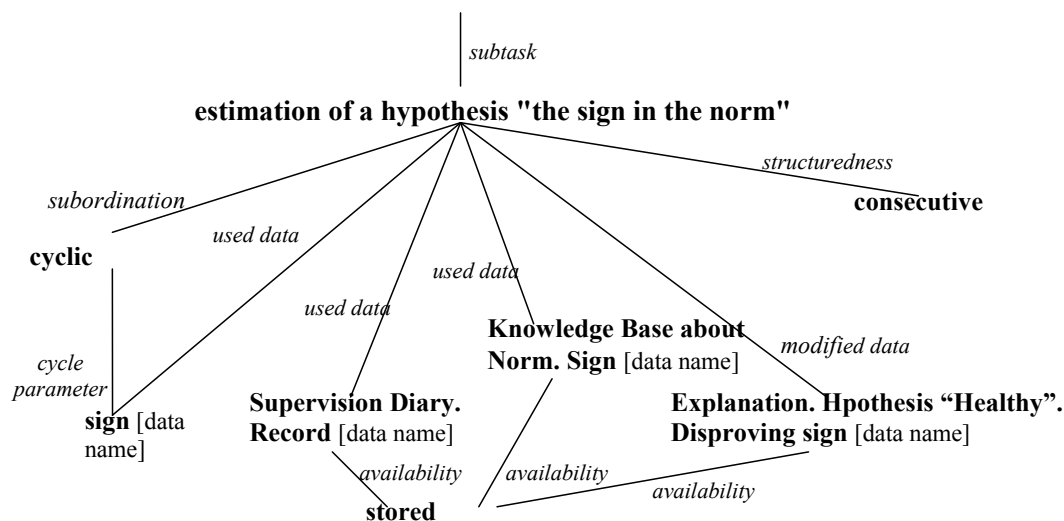 subtask
estimation of a hypothesis "the sign in the norm"
structuredness
subordination
consecutive
used data
cyclic
used data
used data
Knowledge Base about
Norm. Sign [data name]
modified data
cycle
parameter
Supervision Diary.
Record [data name]
Explanation. Hpothesis “Healthy”.
Disproving sign [data name]
sign [data
name]
availability
availability
availability
stored